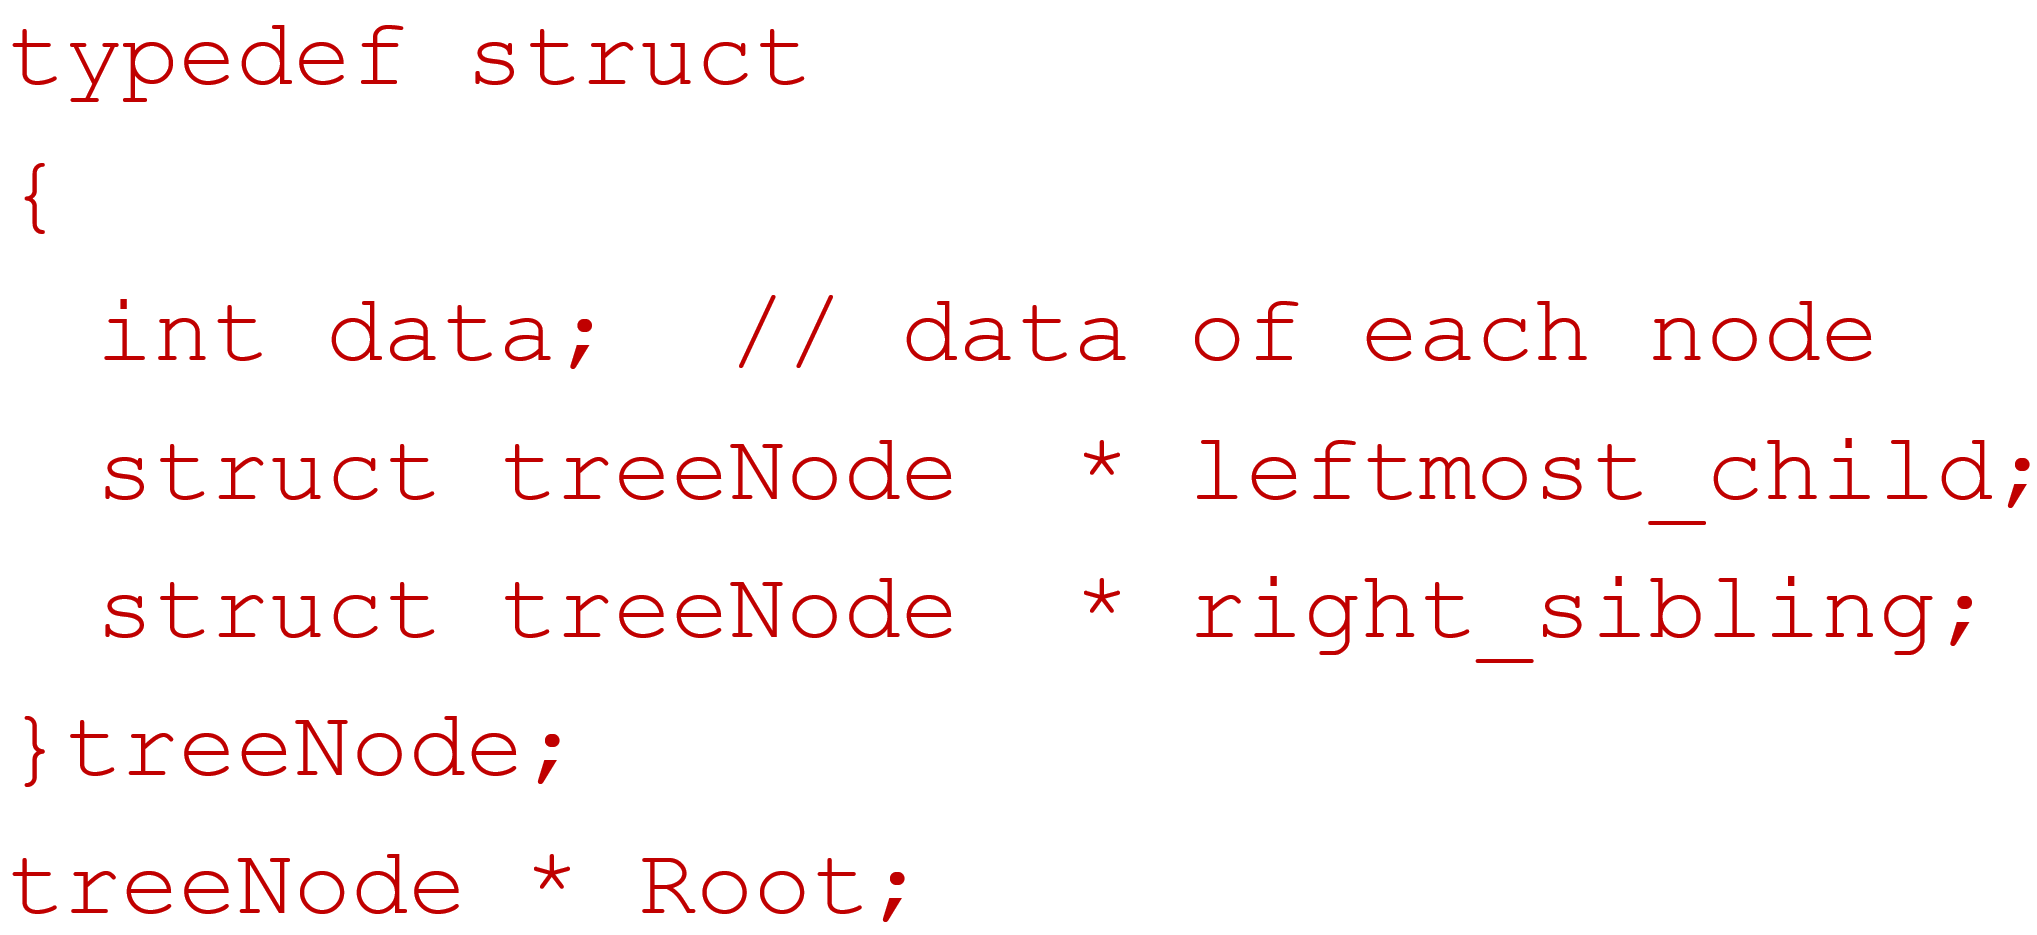 typedef struct
{
int data;  // data of each node
struct treeNode  * leftmost_child;
struct treeNode  * right_sibling;
}treeNode;
treeNode * Root;